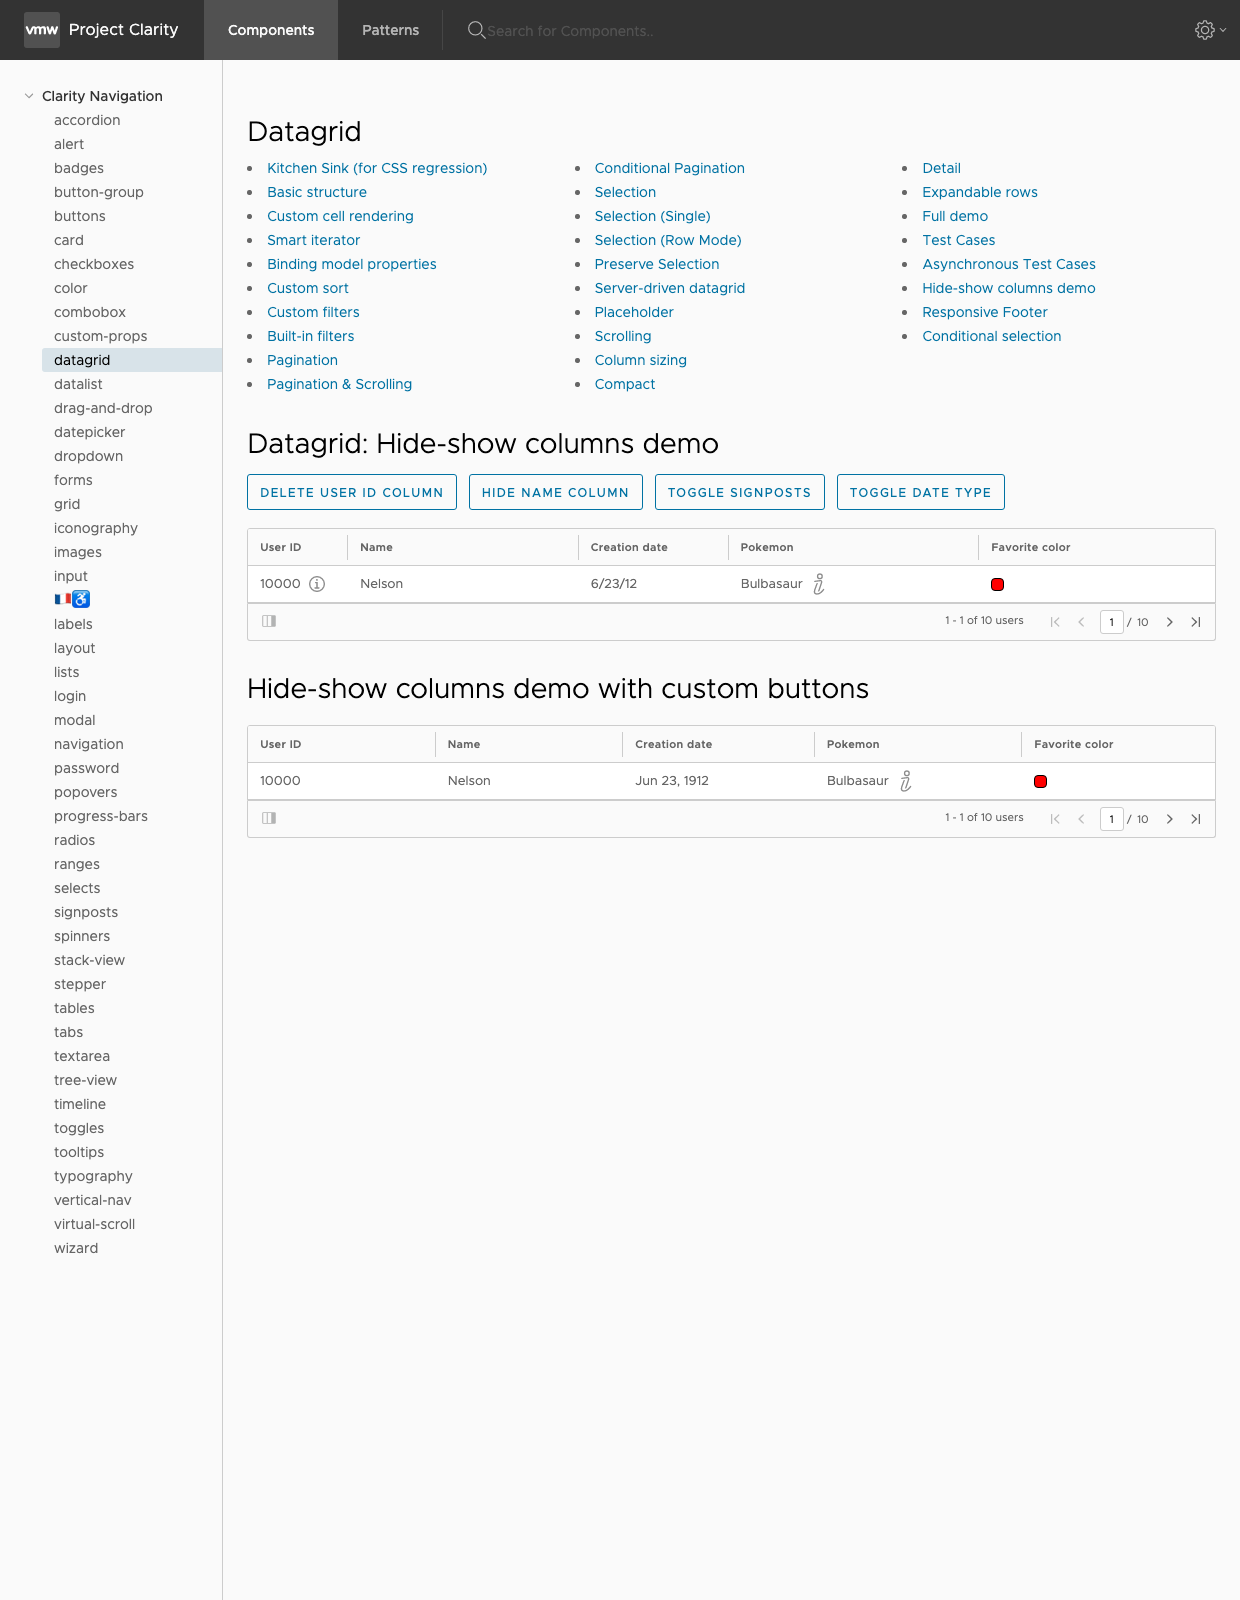 vmw Project Clarity Components Patterns Search for Components..
Clarity Navigation
accordion
alert
badges
button-group
buttons
card
checkboxes
color
combobox
custom-props
datagrid
datalist
drag-and-drop
datepicker
dropdown
forms
grid
iconography
images
input
🇫🇷♿
labels
layout
lists
login
modal
navigation
password
popovers
progress-bars
radios
ranges
selects
signposts
spinners
stack-view
stepper
tables
tabs
textarea
tree-view
timeline
toggles
tooltips
typography
vertical-nav
virtual-scroll
wizard
Datagrid
Kitchen Sink (for CSS regression)
Basic structure
Custom cell rendering
Smart iterator
Binding model properties
Custom sort
Custom filters
Built-in filters
Pagination
Pagination & Scrolling
Conditional Pagination
Selection
Selection (Single)
Selection (Row Mode)
Preserve Selection
Server-driven datagrid
Placeholder
Scrolling
Column sizing
Compact
Detail
Expandable rows
Full demo
Test Cases
Asynchronous Test Cases
Hide-show columns demo
Responsive Footer
Conditional selection
Datagrid: Hide-show columns demo
DELETE USER ID COLUMN HIDE NAME COLUMN TOGGLE SIGNPOSTS TOGGLE DATE TYPE
User ID Name Creation date Pokemon Favorite color
10000 Nelson 6/23/12 Bulbasaur
1 - 1 of 10 users 1 / 10
Hide-show columns demo with custom buttons
User ID Name Creation date Pokemon Favorite color
10000 Nelson Jun 23, 1912 Bulbasaur
1 - 1 of 10 users 1 / 10